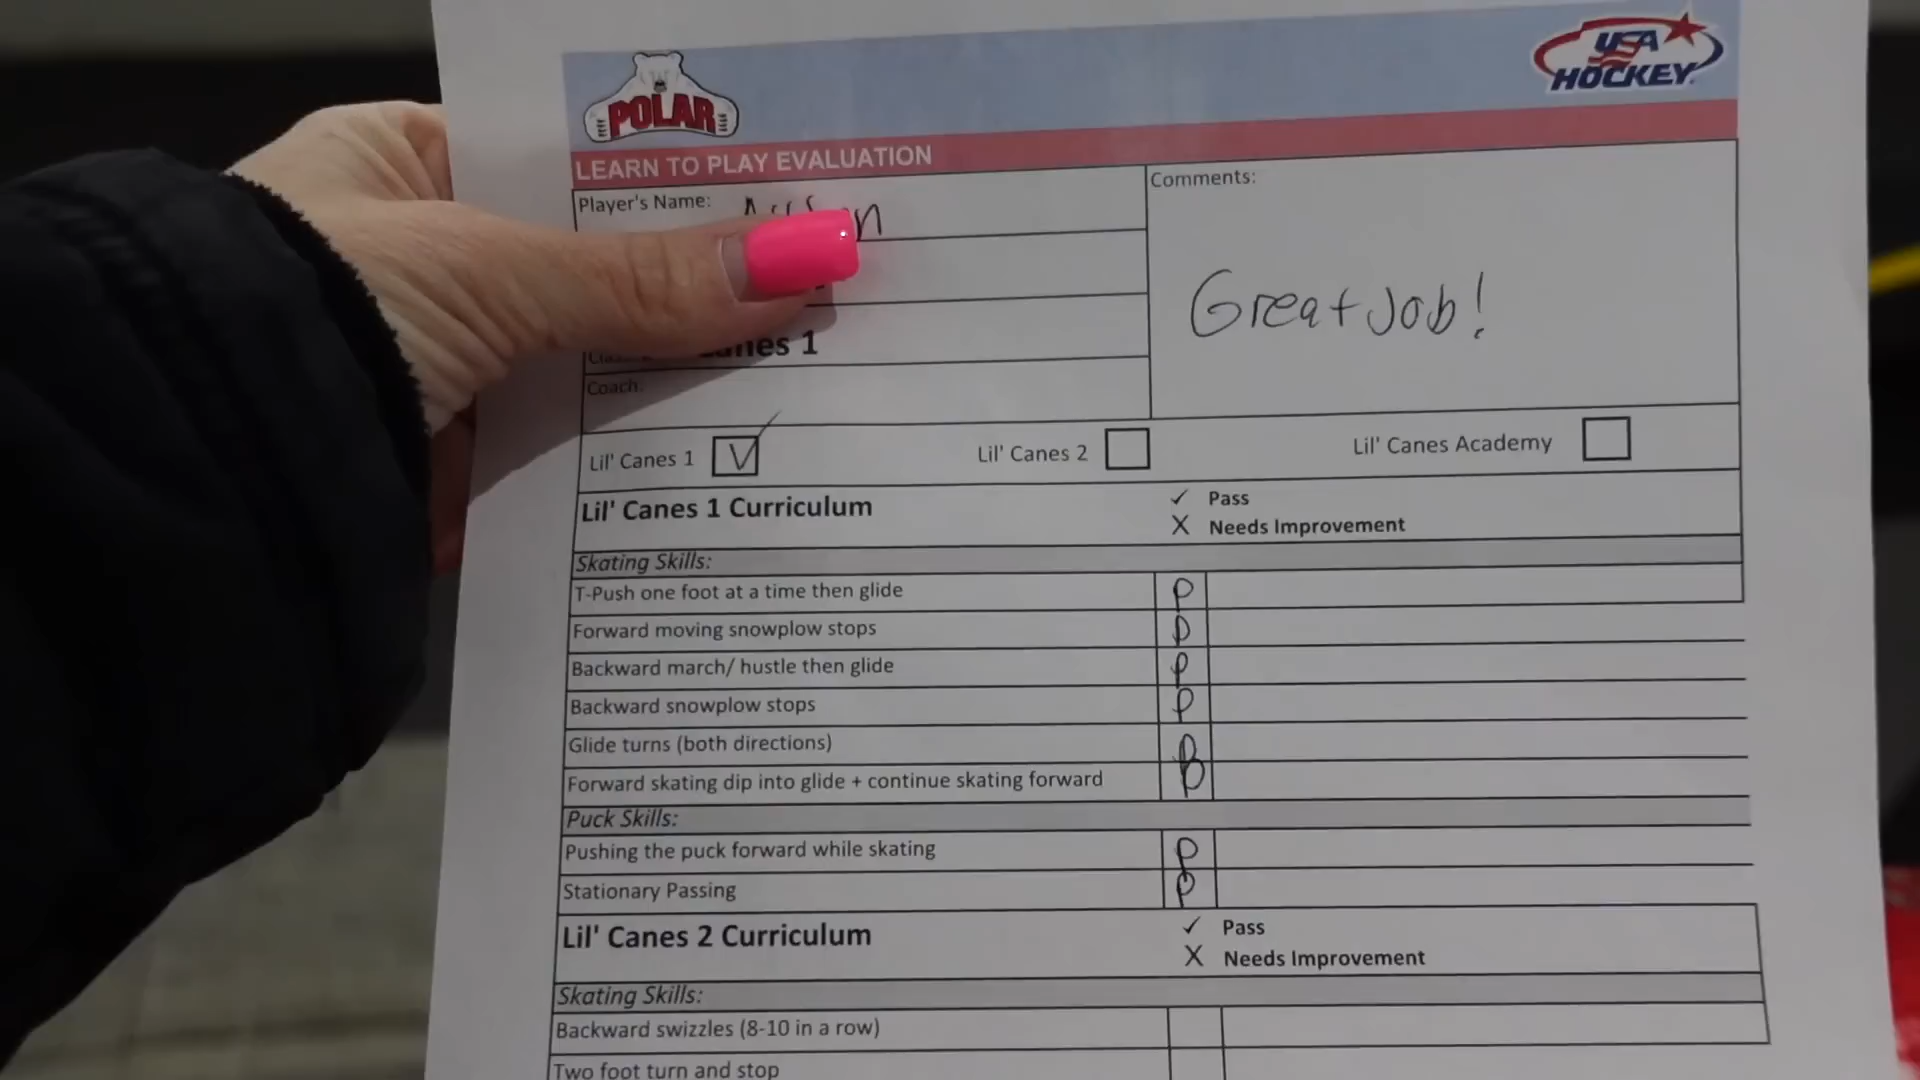 POLAR
USA
HOCKEY
LEARN TO PLAY EVALUATION
Player's Name:
Comments:
Great Job!
1
Coach:
Lil' Canes 1 Lil' Canes 2 Lil' Canes Academy
Lil' Canes 1 Curriculum
✓ Pass
X Needs Improvement
Skating Skills:
T-Push one foot at a time then glide P
Forward moving snowplow stops P
Backward march/ hustle then glide P
Backward snowplow stops P
Glide turns (both directions) P
Forward skating dip into glide + continue skating forward P
Puck Skills:
Pushing the puck forward while skating P
Stationary Passing P
Lil' Canes 2 Curriculum
✓ Pass
X Needs Improvement
Skating Skills:
Backward swizzles (8-10 in a row)
Two foot turn and stop